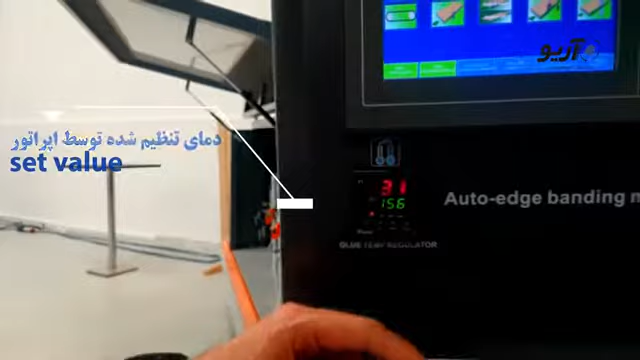 آریو
دمای تنظیم شده توسط اپراتور
set value
31
156
GLUE TEMP REGULATOR
Auto-edge banding m